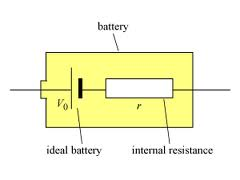 battery
V0
r
ideal battery
internal resistance